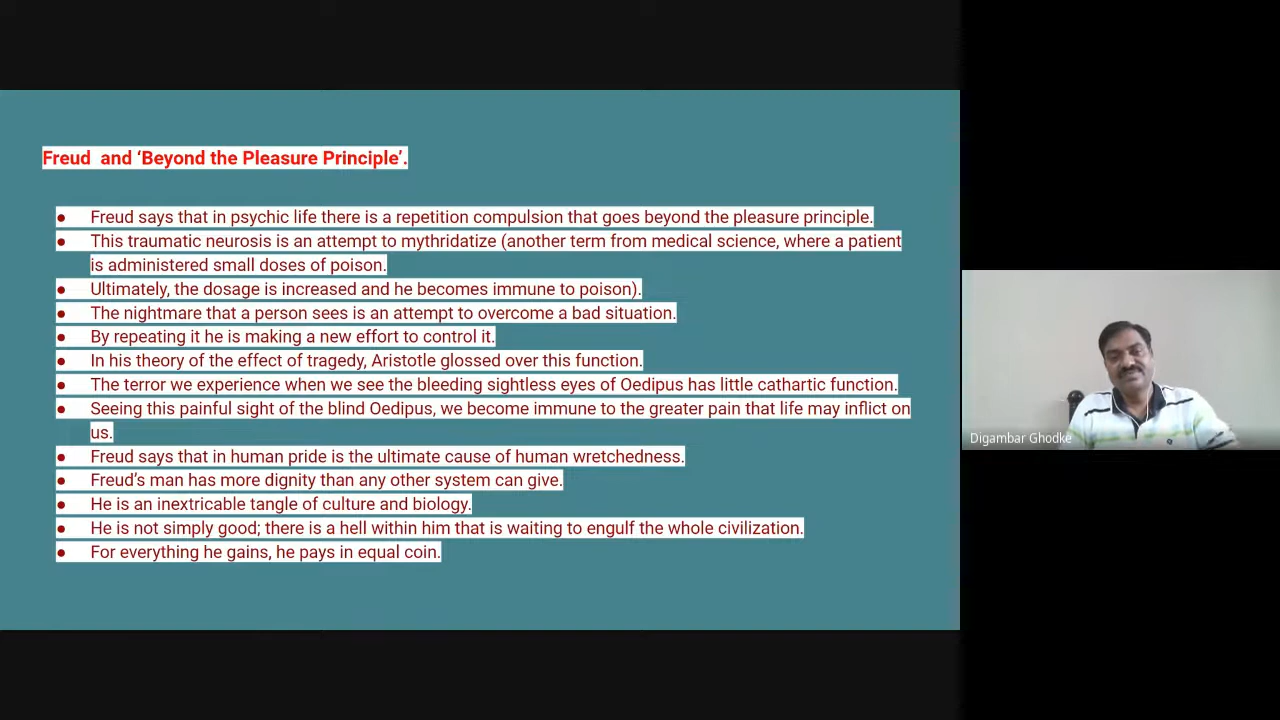 Freud and ‘Beyond the Pleasure Principle’.
● Freud says that in psychic life there is a repetition compulsion that goes beyond the pleasure principle.
● This traumatic neurosis is an attempt to mythridatize (another term from medical science, where a patient
is administered small doses of poison.
● Ultimately, the dosage is increased and he becomes immune to poison).
● The nightmare that a person sees is an attempt to overcome a bad situation.
● By repeating it he is making a new effort to control it.
● In his theory of the effect of tragedy, Aristotle glossed over this function.
● The terror we experience when we see the bleeding sightless eyes of Oedipus has little cathartic function.
● Seeing this painful sight of the blind Oedipus, we become immune to the greater pain that life may inflict on
us.
● Freud says that in human pride is the ultimate cause of human wretchedness.
● Freud’s man has more dignity than any other system can give.
● He is an inextricable tangle of culture and biology.
● He is not simply good; there is a hell within him that is waiting to engulf the whole civilization.
● For everything he gains, he pays in equal coin.
Digambar Ghodke